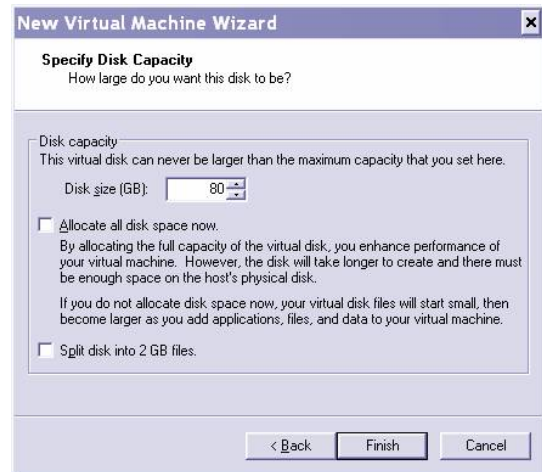 New Virtual Machine Wizard
Specify Disk Capacity
How large do you want this disk to be?
Disk capacity
This virtual disk can never be larger than the maximum capacity that you set here.
Disk size (GB): 80
Allocate all disk space now.
By allocating the full capacity of the virtual disk, you enhance performance of
your virtual machine. However, the disk will take longer to create and there must
be enough space on the host's physical disk.
If you do not allocate disk space now, your virtual disk files will start small, then
become larger as you add applications, files, and data to your virtual machine.
Split disk into 2 GB files.
< Back Finish Cancel